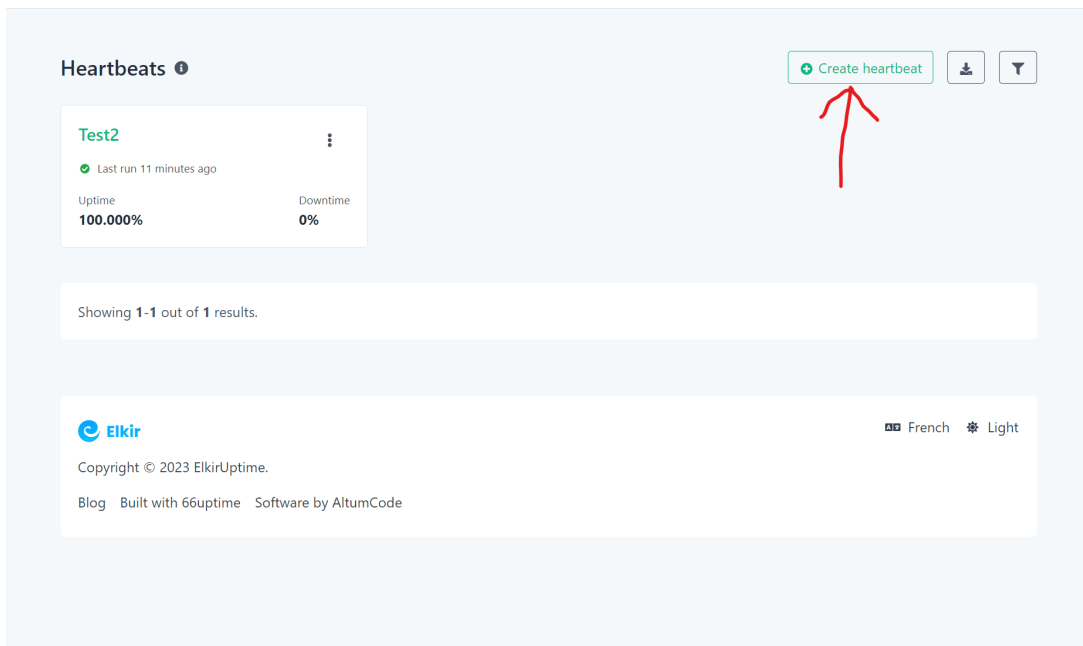 Heartbeats
Create heartbeat
Test2
Last run 11 minutes ago
Uptime Downtime
100.000% 0%
Showing 1-1 out of 1 results.
Elkir
French Light
Copyright © 2023 ElkirUptime.
Blog Built with 66uptime Software by AltumCode